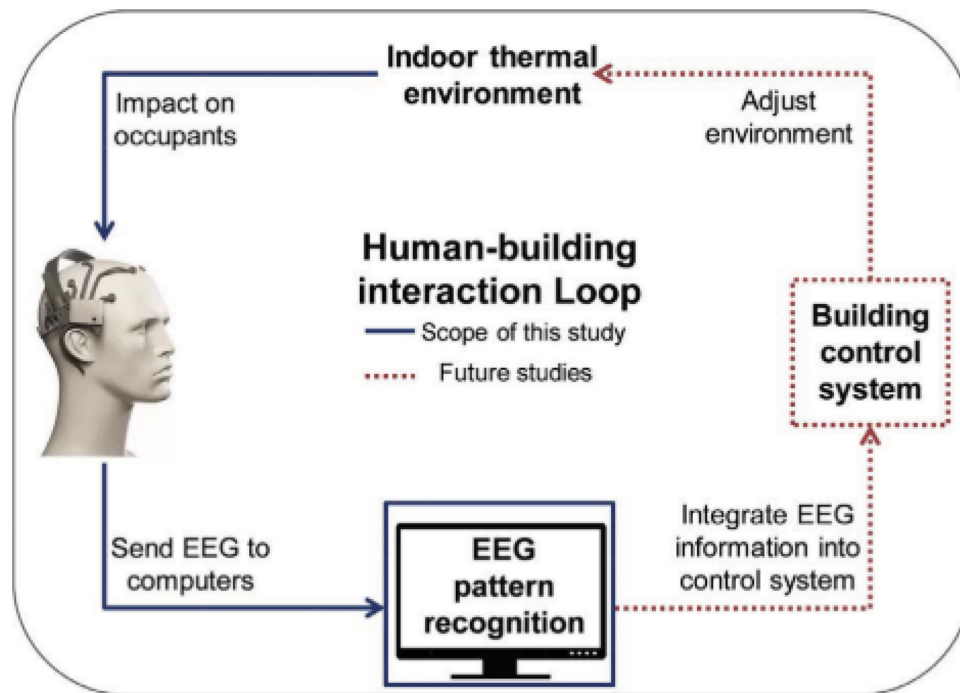 Indoor thermal
environment
Impact on
occupants
Adjust
environment
Human-building
interaction Loop
Scope of this study
Future studies
Building
control
system
Send EEG to
computers
EEG
pattern
recognition
Integrate EEG
information into
control system